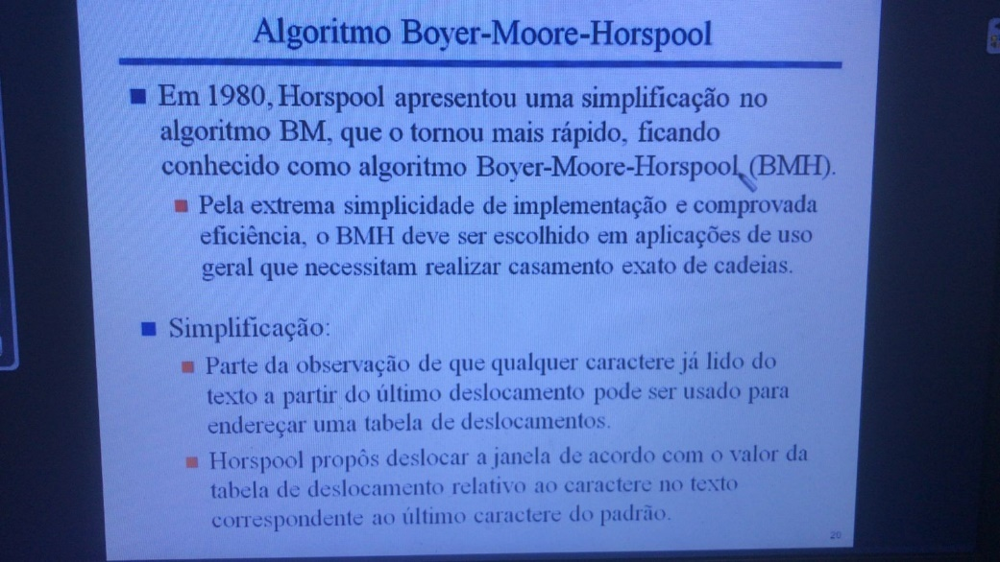 Algoritmo Boyer-Moore-Horspool
Em 1980, Horspool apresentou uma simplificação no
algoritmo BM, que o tornou mais rápido, ficando
conhecido como algoritmo Boyer-Moore-Horspool (BMH).
Pela extrema simplicidade de implementação e comprovada
eficiência, o BMH deve ser escolhido em aplicações de uso
geral que necessitam realizar casamento exato de cadeias.
Simplificação:
Parte da observação de que qualquer caractere já lido do
texto a partir do último deslocamento pode ser usado para
endereçar uma tabela de deslocamentos.
Horspool propôs deslocar a janela de acordo com o valor da
tabela de deslocamento relativo ao caractere no texto
correspondente ao último caractere do padrão.
20